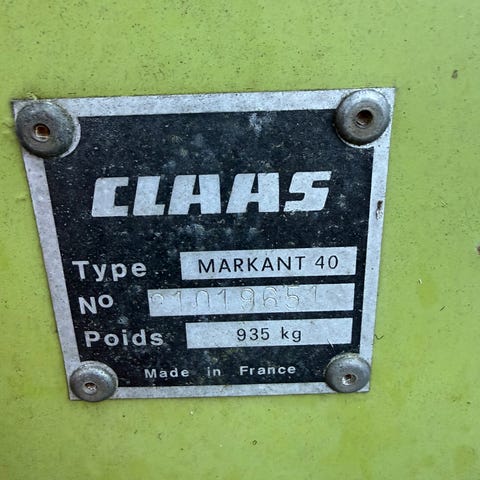 CLAAS
Type MARKANT 40
No
Poids 935 kg
Made in France